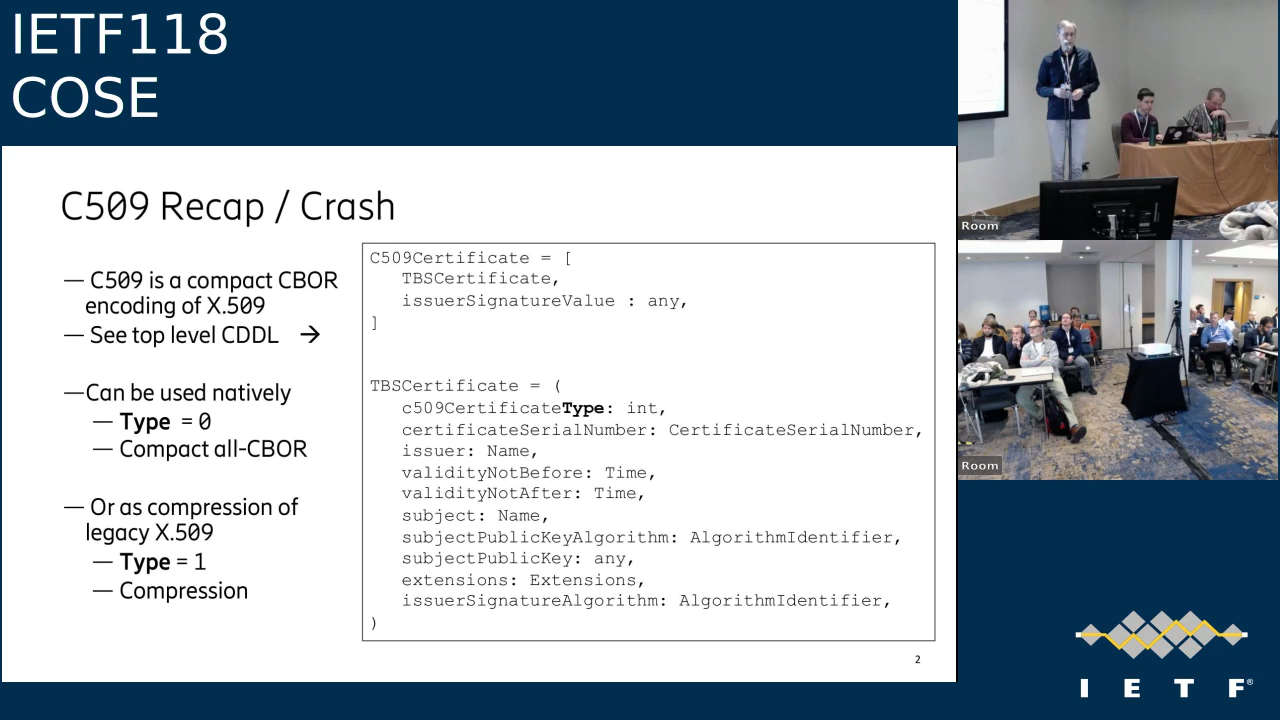 IETF118
COSE
C509 Recap / Crash
— C509 is a compact CBOR
encoding of X.509
— See top level CDDL →
—Can be used natively
— Type = 0
— Compact all-CBOR
— Or as compression of
legacy X.509
— Type = 1
— Compression
C509Certificate = [
TBSCertificate,
issuerSignatureValue : any,
]
TBSCertificate = (
c509CertificateType: int,
certificateSerialNumber: CertificateSerialNumber,
issuer: Name,
validityNotBefore: Time,
validityNotAfter: Time,
subject: Name,
subjectPublicKeyAlgorithm: AlgorithmIdentifier,
subjectPublicKey: any,
extensions: Extensions,
issuerSignatureAlgorithm: AlgorithmIdentifier,
)
2
Room
Room
I E T F®